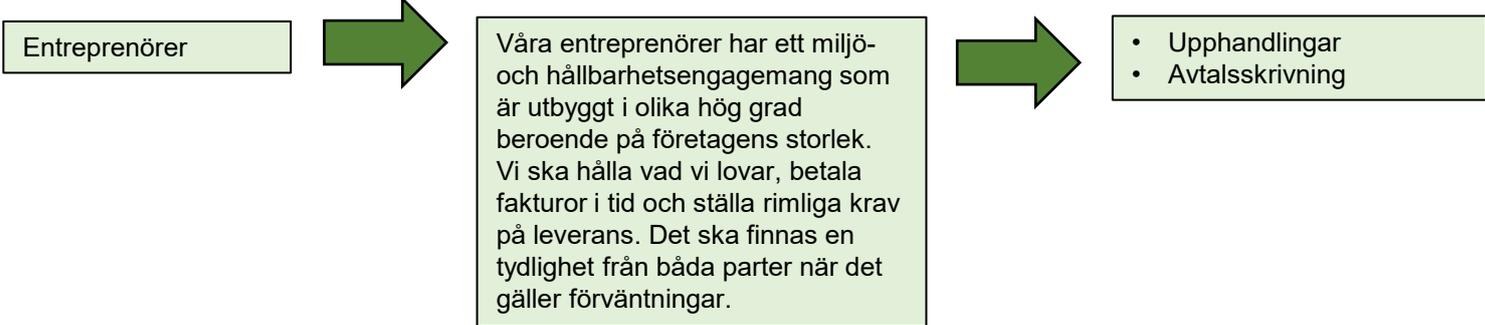 Entreprenörer
Våra entreprenörer har ett miljö-
och hållbarhetsengagemang som
är utbyggt i olika hög grad
beroende på företagens storlek.
Vi ska hålla vad vi lovar, betala
fakturor i tid och ställa rimliga krav
på leverans. Det ska finnas en
tydlighet från båda parter när det
gäller förväntningar.
• Upphandlingar
• Avtalsskrivning